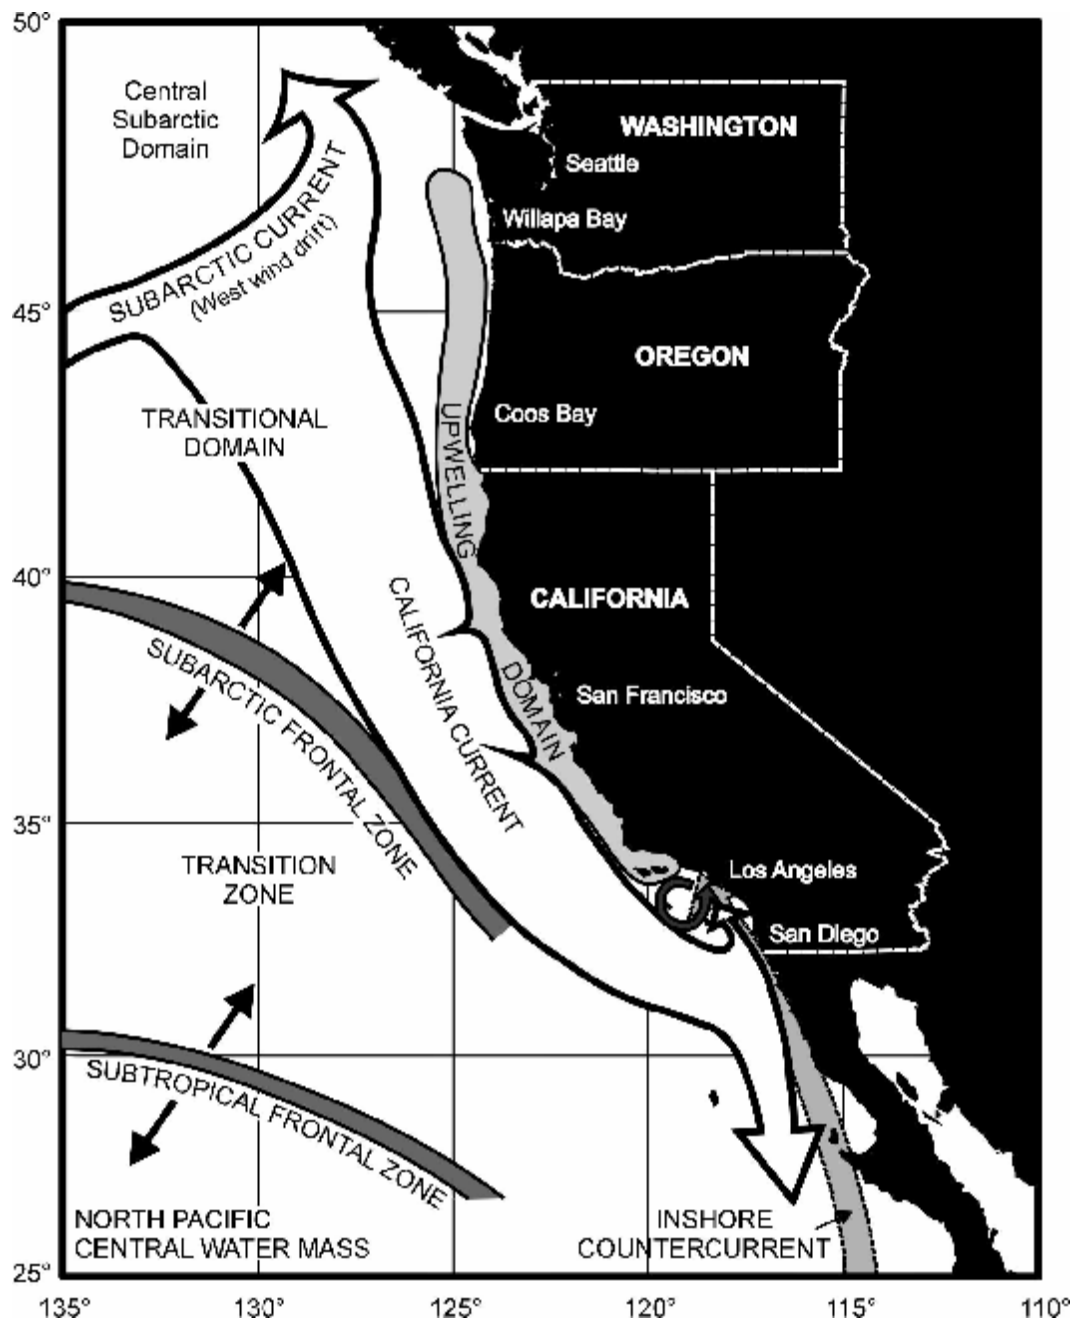 50°
Central
Subarctic
Domain
WASHINGTON
Seattle
SUBARCTIC CURRENT
(West wind drift)
Willapa Bay
45°
OREGON
TRANSITIONAL
DOMAIN
Coos Bay
UPWELLING
DOMAIN
40°
CALIFORNIA
CALIFORNIA CURRENT
SUBARCTIC FRONTAL ZONE
San Francisco
35°
TRANSITION
ZONE
Los Angeles
San Diego
30°
SUBTROPICAL FRONTAL ZONE
NORTH PACIFIC
CENTRAL WATER MASS
INSHORE
COUNTERCURRENT
25°
135°
130°
125°
120°
115°
110°